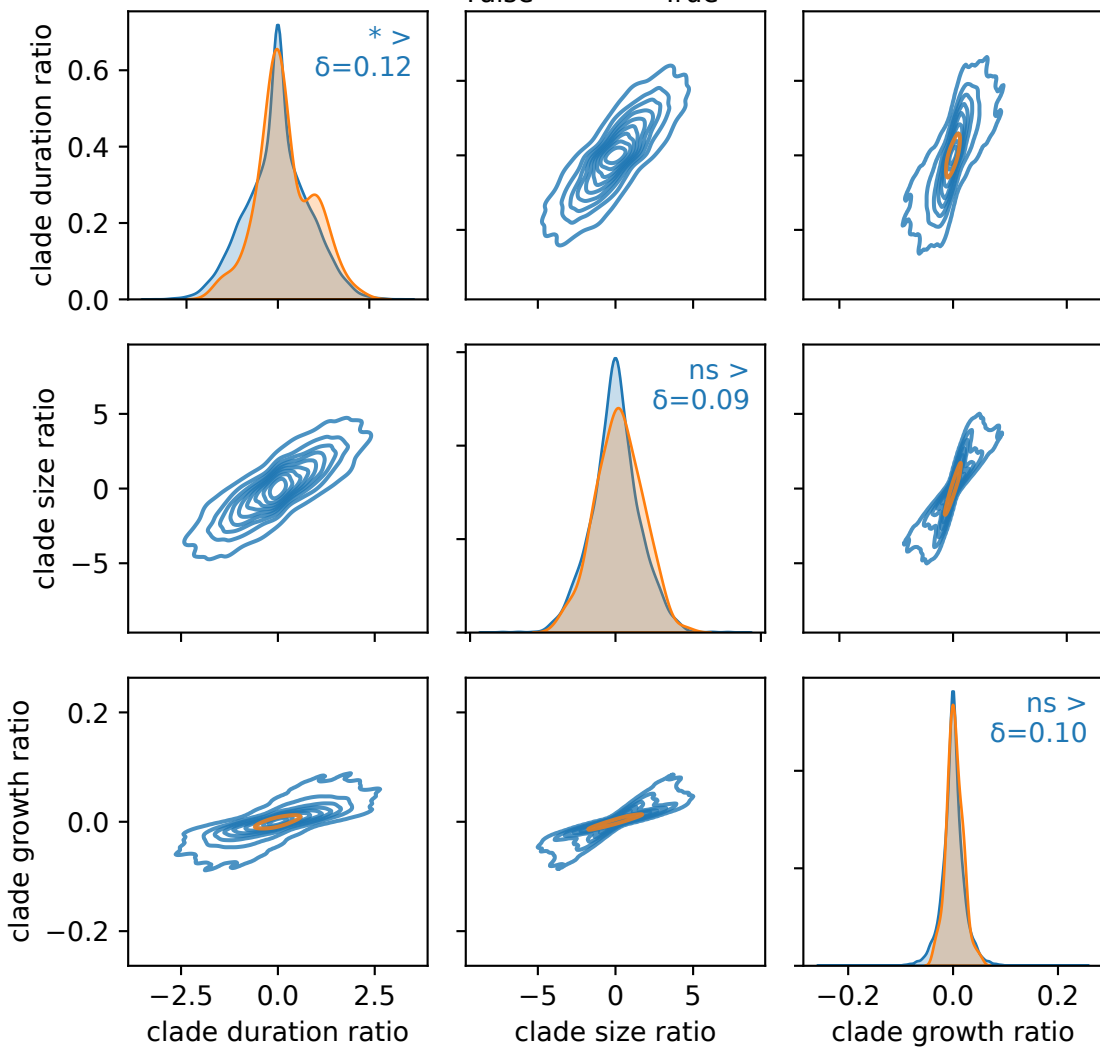 clade duration ratio
0.6
0.4
0.2
0.0
* >
δ=0.12
clade size ratio
5
0
−5
ns >
δ=0.09
clade growth ratio
0.2
0.0
−0.2
ns >
δ=0.10
−2.5 0.0 2.5
−5 0 5
−0.2 0.0 0.2
clade duration ratio
clade size ratio
clade growth ratio